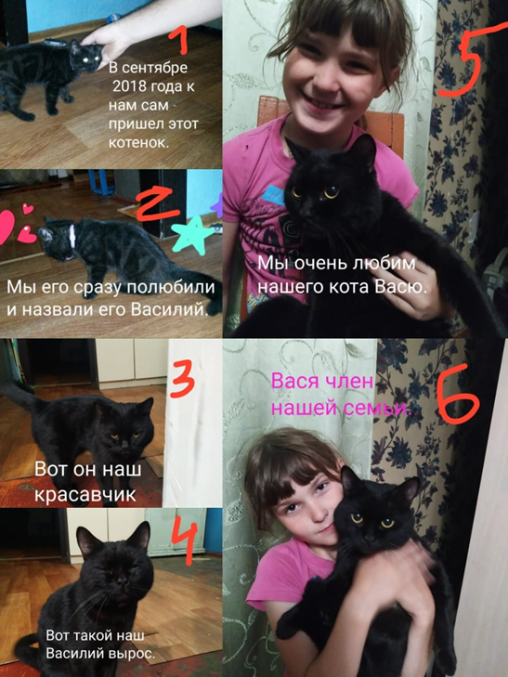 1
В сентябре
2018 года к
нам сам
пришел этот
котенок.
2
Мы его сразу полюбили
и назвали его Василий.
3
Вот он наш
красавчик
4
Вот такой наш
Василий вырос.
5
Мы очень любим
нашего кота Васю.
6
Вася член
нашей семьи.